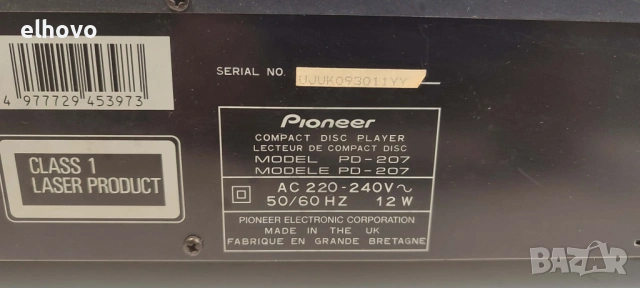 elhovo
SERIAL NO. UJUK093011YY
4 977729 453973
CLASS 1
LASER PRODUCT
Pioneer
COMPACT DISC PLAYER
LECTEUR DE COMPACT DISC
MODEL PD-207
MODELE PD-207
AC 220-240V~
50/60 HZ 12 W
PIONEER ELECTRONIC CORPORATION
MADE IN THE UK
FABRIQUE EN GRANDE BRETAGNE
BAZAR